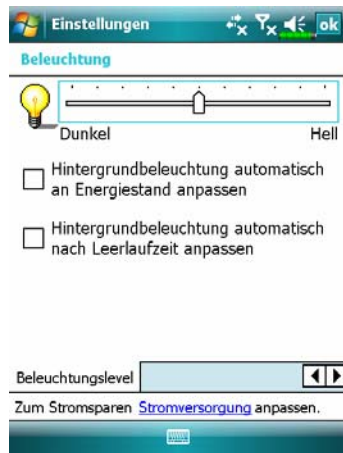 Einstellungen ok
Beleuchtung
Dunkel Hell
Hintergrundbeleuchtung automatisch
an Energiestand anpassen
Hintergrundbeleuchtung automatisch
nach Leerlaufzeit anpassen
Beleuchtungslevel
Zum Stromsparen Stromversorgung anpassen.